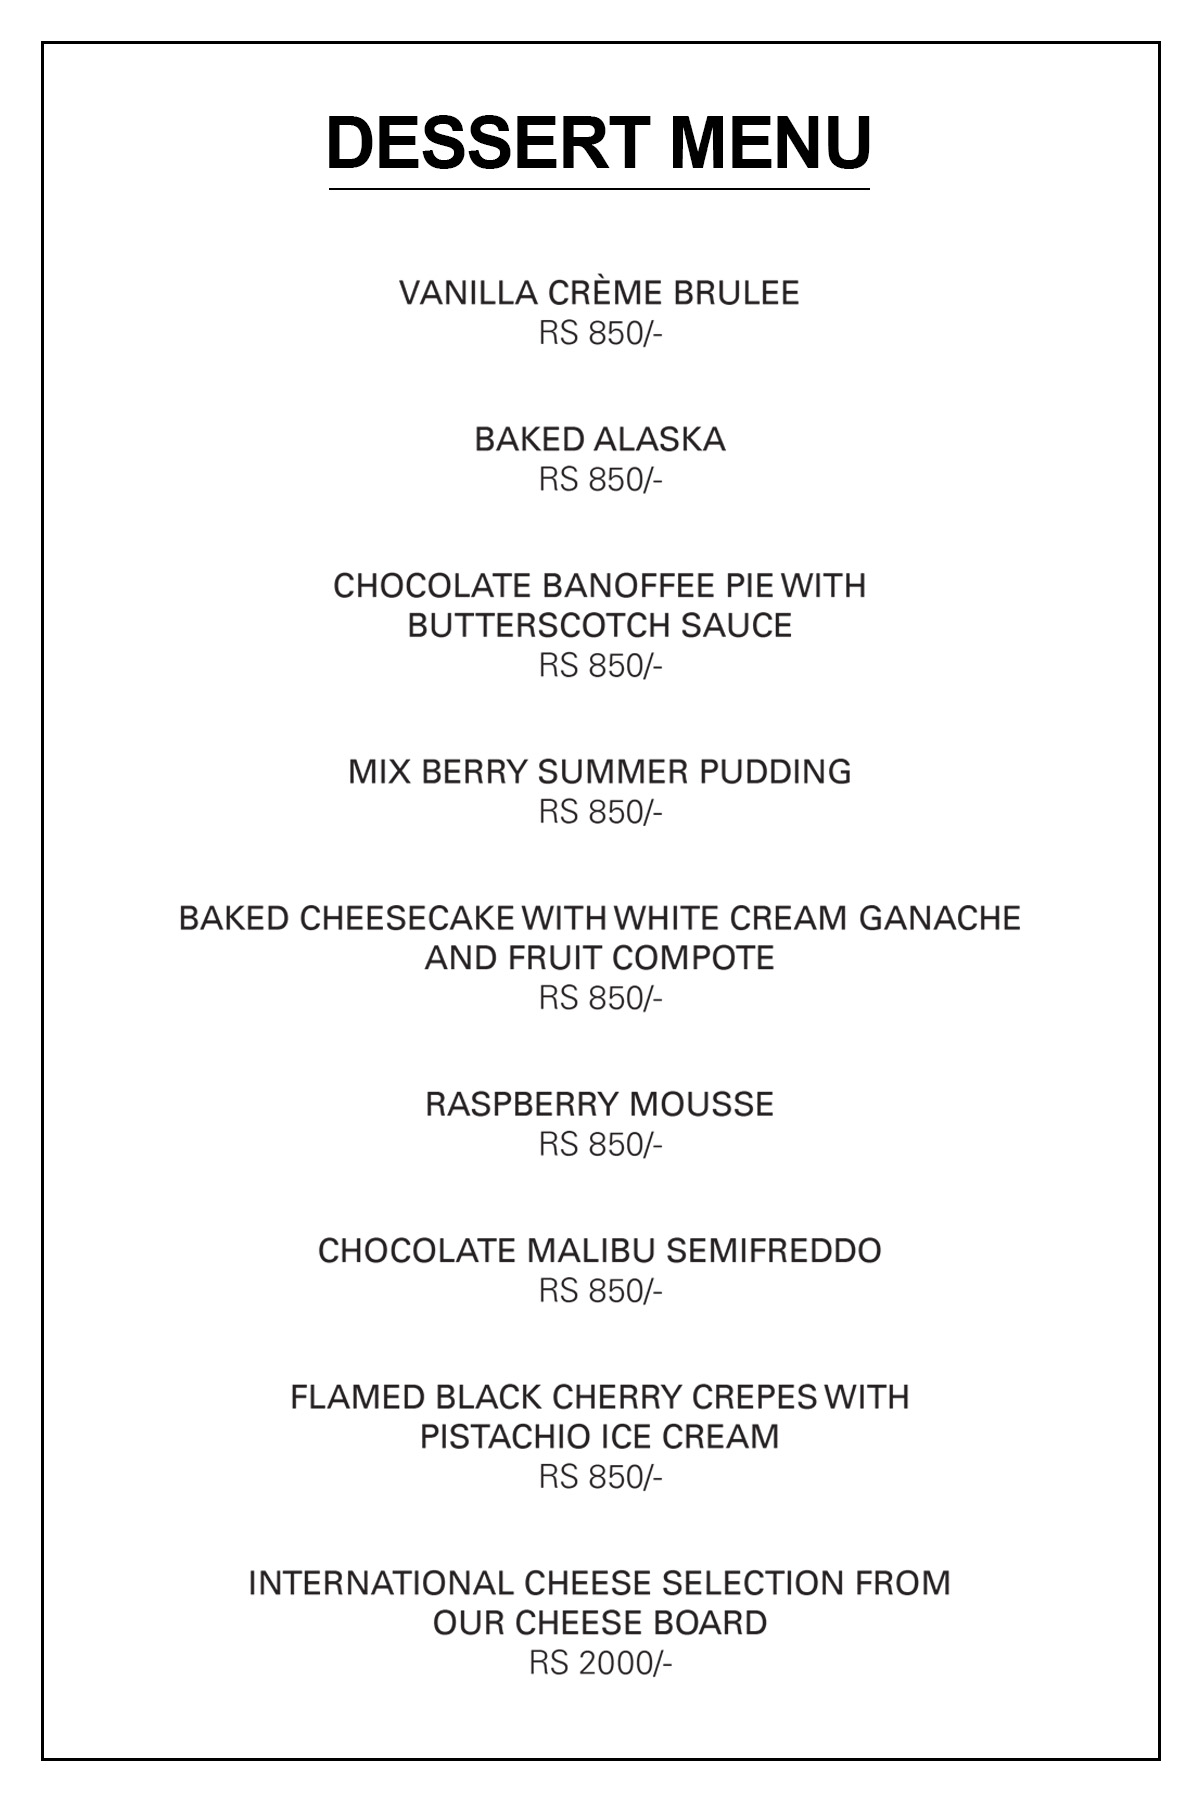 DESSERT MENU
VANILLA CRÈME BRULEE
RS 850/-
BAKED ALASKA
RS 850/-
CHOCOLATE BANOFFEE PIE WITH
BUTTERSCOTCH SAUCE
RS 850/-
MIX BERRY SUMMER PUDDING
RS 850/-
BAKED CHEESECAKE WITH WHITE CREAM GANACHE
AND FRUIT COMPOTE
RS 850/-
RASPBERRY MOUSSE
RS 850/-
CHOCOLATE MALIBU SEMIFREDDO
RS 850/-
FLAMED BLACK CHERRY CREPES WITH
PISTACHIO ICE CREAM
RS 850/-
INTERNATIONAL CHEESE SELECTION FROM
OUR CHEESE BOARD
RS 2000/-